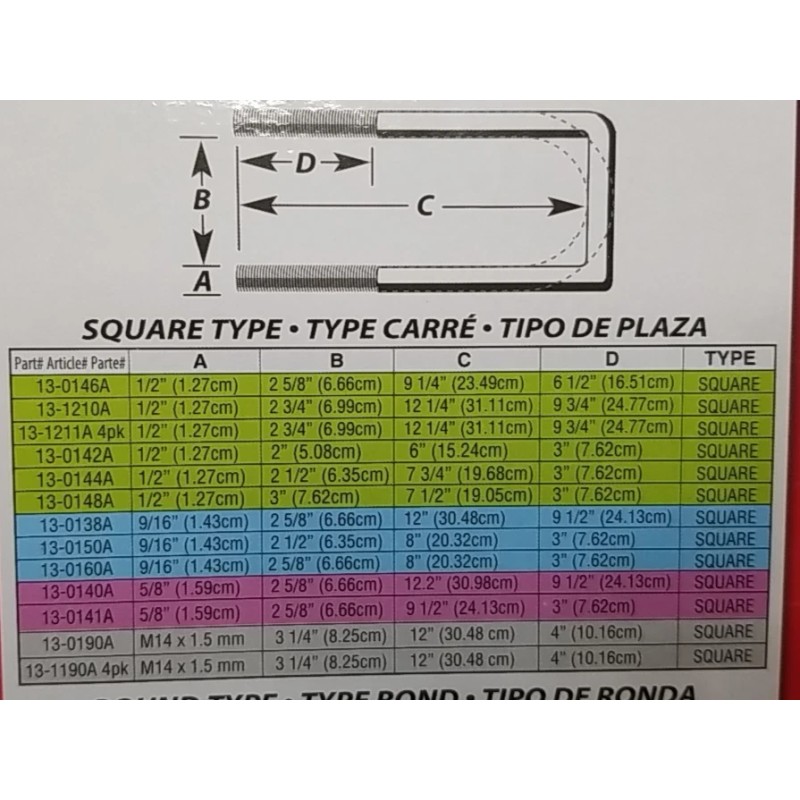 D
B
C
A
SQUARE TYPE • TYPE CARRÉ • TIPO DE PLAZA
Part# Article# Parte# A B C D TYPE
13-0146A 1/2" (1.27cm) 2 5/8" (6.66cm) 9 1/4" (23.49cm) 6 1/2" (16.51cm) SQUARE
13-1210A 1/2" (1.27cm) 2 3/4" (6.99cm) 12 1/4" (31.11cm) 9 3/4" (24.77cm) SQUARE
13-1211A 4pk 1/2" (1.27cm) 2 3/4" (6.99cm) 12 1/4" (31.11cm) 9 3/4" (24.77cm) SQUARE
13-0142A 1/2" (1.27cm) 2" (5.08cm) 6" (15.24cm) 3" (7.62cm) SQUARE
13-0144A 1/2" (1.27cm) 2 1/2" (6.35cm) 7 3/4" (19.68cm) 3" (7.62cm) SQUARE
13-0148A 1/2" (1.27cm) 3" (7.62cm) 7 1/2" (19.05cm) 3" (7.62cm) SQUARE
13-0138A 9/16" (1.43cm) 2 5/8" (6.66cm) 12" (30.48cm) 9 1/2" (24.13cm) SQUARE
13-0150A 9/16" (1.43cm) 2 1/2" (6.35cm) 8" (20.32cm) 3" (7.62cm) SQUARE
13-0160A 9/16" (1.43cm) 2 5/8" (6.66cm) 8" (20.32cm) 3" (7.62cm) SQUARE
13-0140A 5/8" (1.59cm) 2 5/8" (6.66cm) 12.2" (30.98cm) 9 1/2" (24.13cm) SQUARE
13-0141A 5/8" (1.59cm) 2 5/8" (6.66cm) 9 1/2" (24.13cm) 3" (7.62cm) SQUARE
13-0190A M14 x 1.5 mm 3 1/4" (8.25cm) 12" (30.48 cm) 4" (10.16cm) SQUARE
13-1190A 4pk M14 x 1.5 mm 3 1/4" (8.25cm) 12" (30.48 cm) 4" (10.16cm) SQUARE
ROUND TYPE • TYPE ROND • TIPO DE RONDA